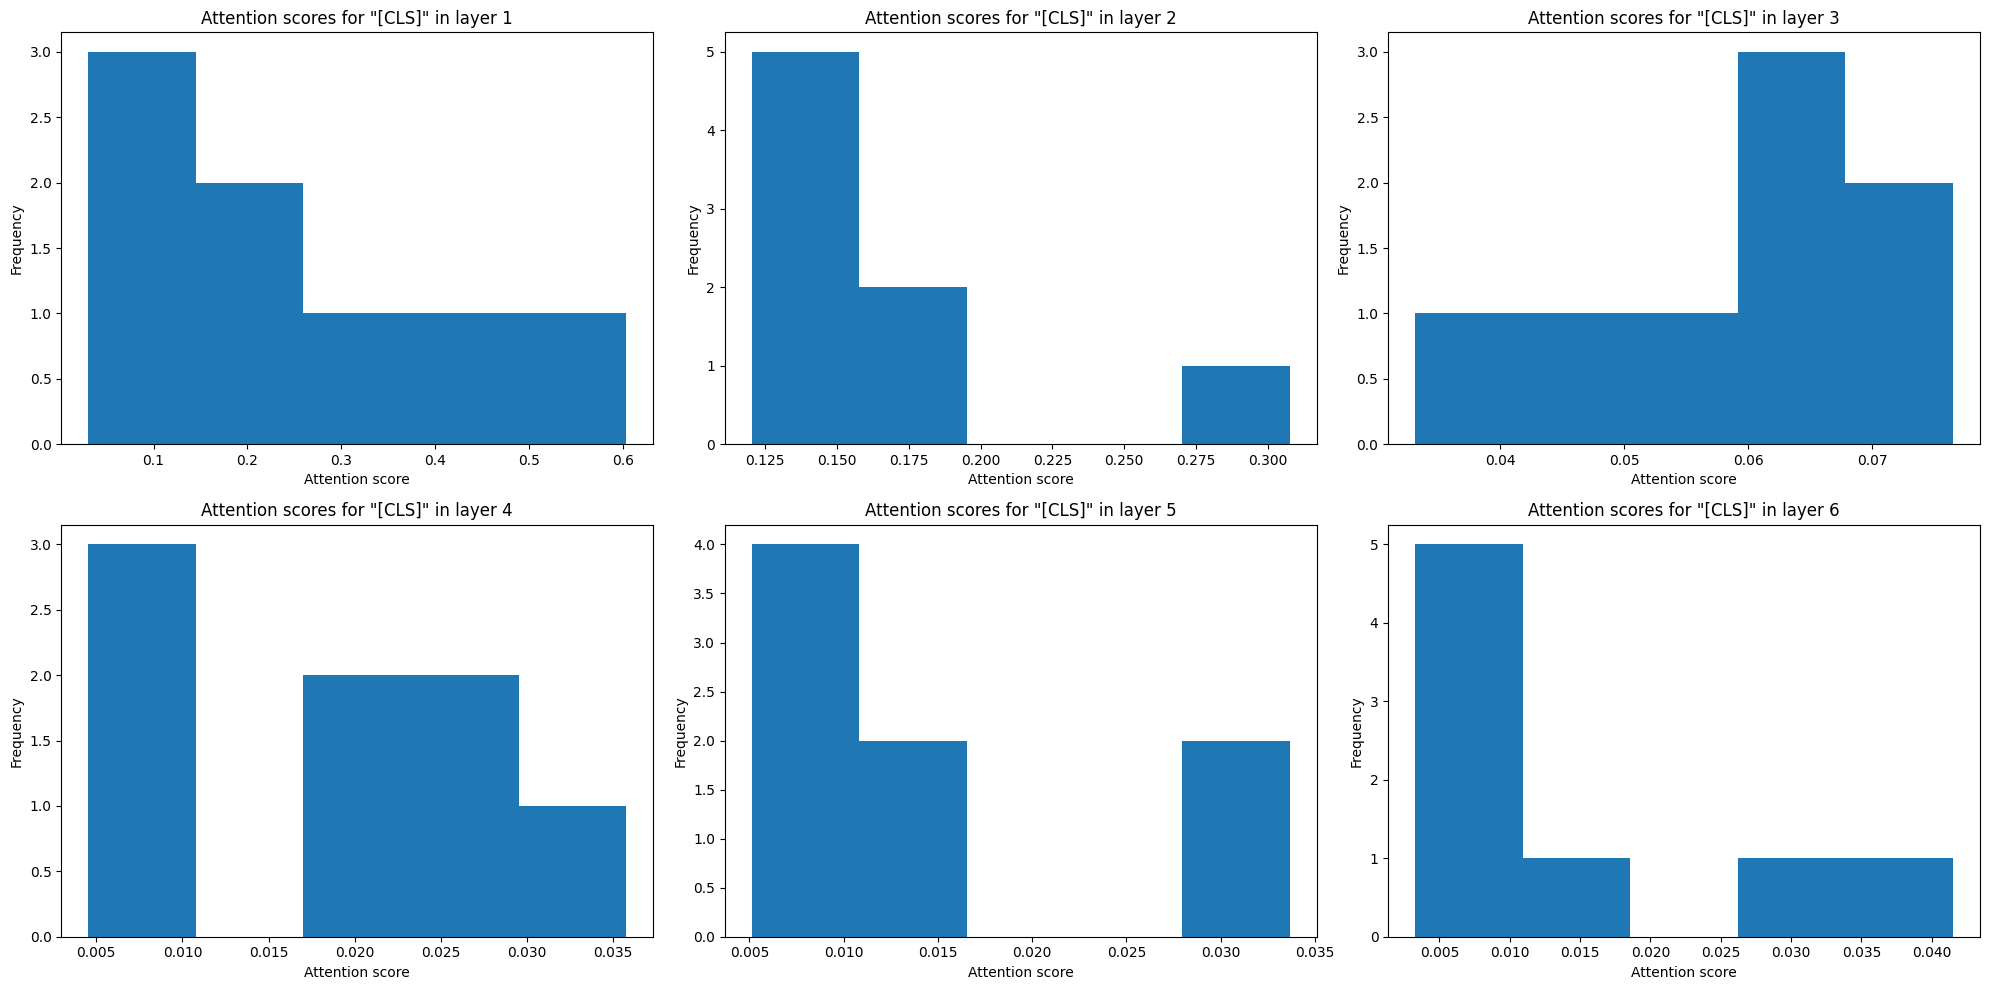 Attention scores for "[CLS]" in layer 1
3.0
2.5
2.0
1.5
1.0
0.5
0.0
Frequency
0.1 0.2 0.3 0.4 0.5 0.6
Attention score
Attention scores for "[CLS]" in layer 2
5
4
3
2
1
0
Frequency
0.125 0.150 0.175 0.200 0.225 0.250 0.275 0.300
Attention score
Attention scores for "[CLS]" in layer 3
3.0
2.5
2.0
1.5
1.0
0.5
0.0
Frequency
0.04 0.05 0.06 0.07
Attention score
Attention scores for "[CLS]" in layer 4
3.0
2.5
2.0
1.5
1.0
0.5
0.0
Frequency
0.005 0.010 0.015 0.020 0.025 0.030 0.035
Attention score
Attention scores for "[CLS]" in layer 5
4.0
3.5
3.0
2.5
2.0
1.5
1.0
0.5
0.0
Frequency
0.005 0.010 0.015 0.020 0.025 0.030 0.035
Attention score
Attention scores for "[CLS]" in layer 6
5
4
3
2
1
0
Frequency
0.005 0.010 0.015 0.020 0.025 0.030 0.035 0.040
Attention score